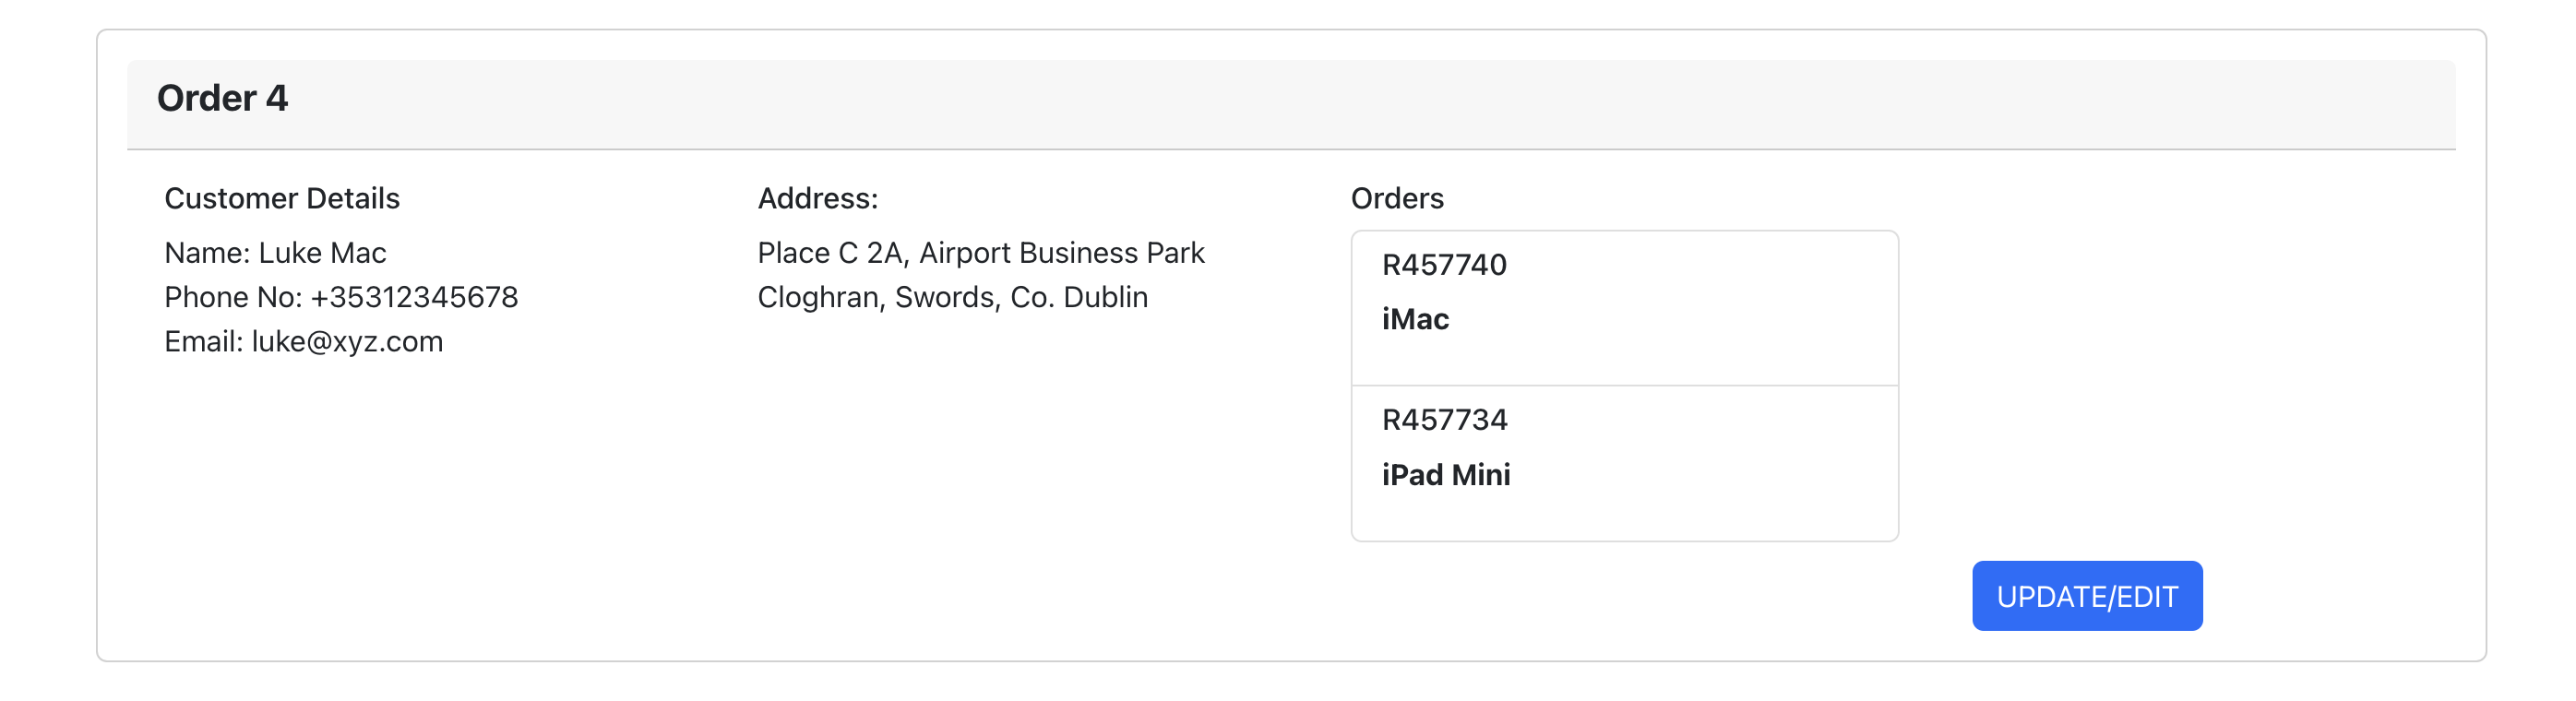 Order 4
Customer Details
Name: Luke Mac
Phone No: +35312345678
Email: luke@xyz.com
Address:
Place C 2A, Airport Business Park
Cloghran, Swords, Co. Dublin
Orders
R457740
iMac
R457734
iPad Mini
UPDATE/EDIT